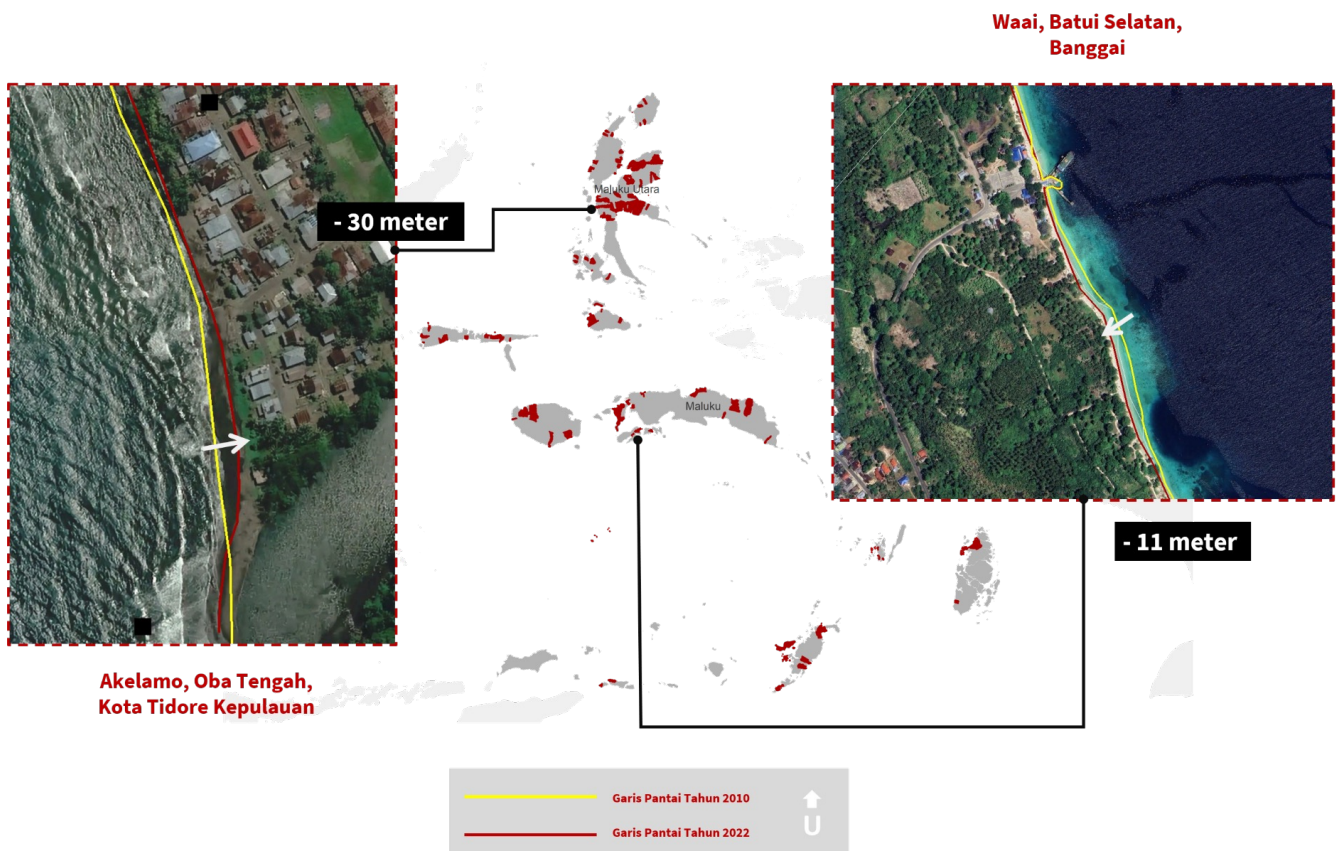 Waai, Batui Selatan,
Banggai
- 30 meter
Maluku Utara
Maluku
- 11 meter
Akelamo, Oba Tengah,
Kota Tidore Kepulauan
Garis Pantai Tahun 2010
Garis Pantai Tahun 2022
U